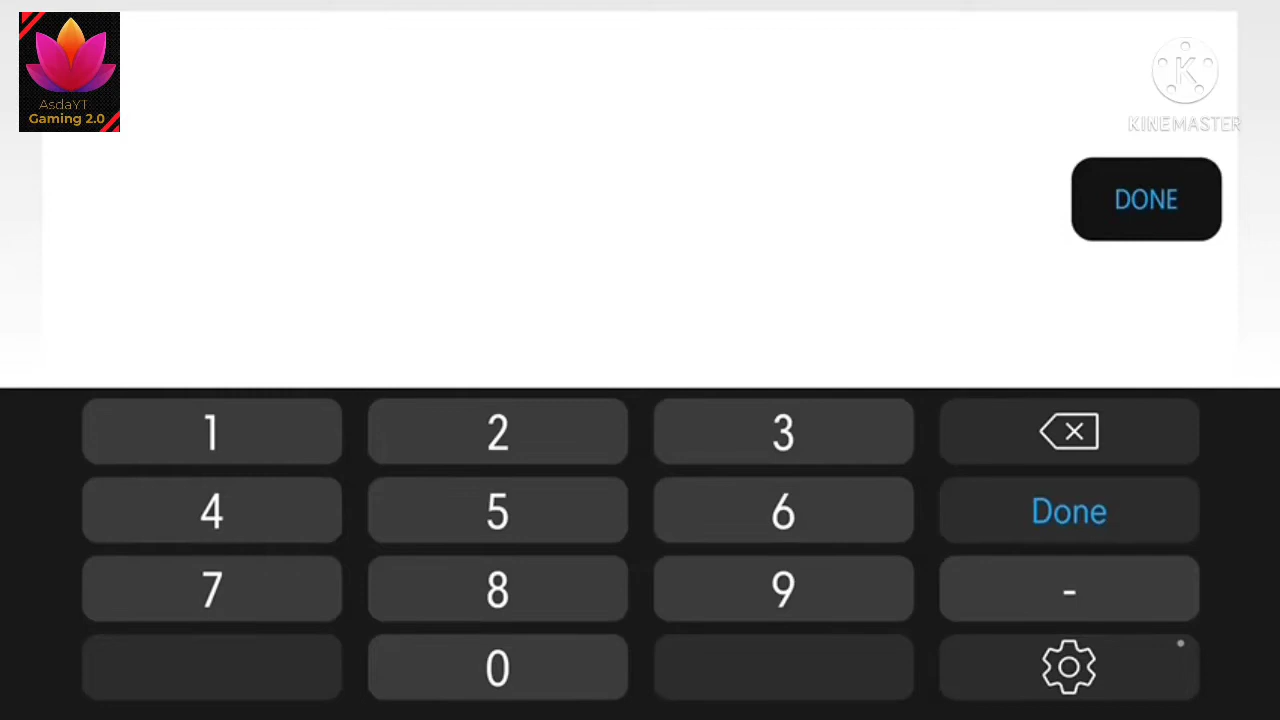 AsdaYT
Gaming 2.0
K
KINEMASTER
DONE
1 2 3
4 5 6 Done
7 8 9 -
0